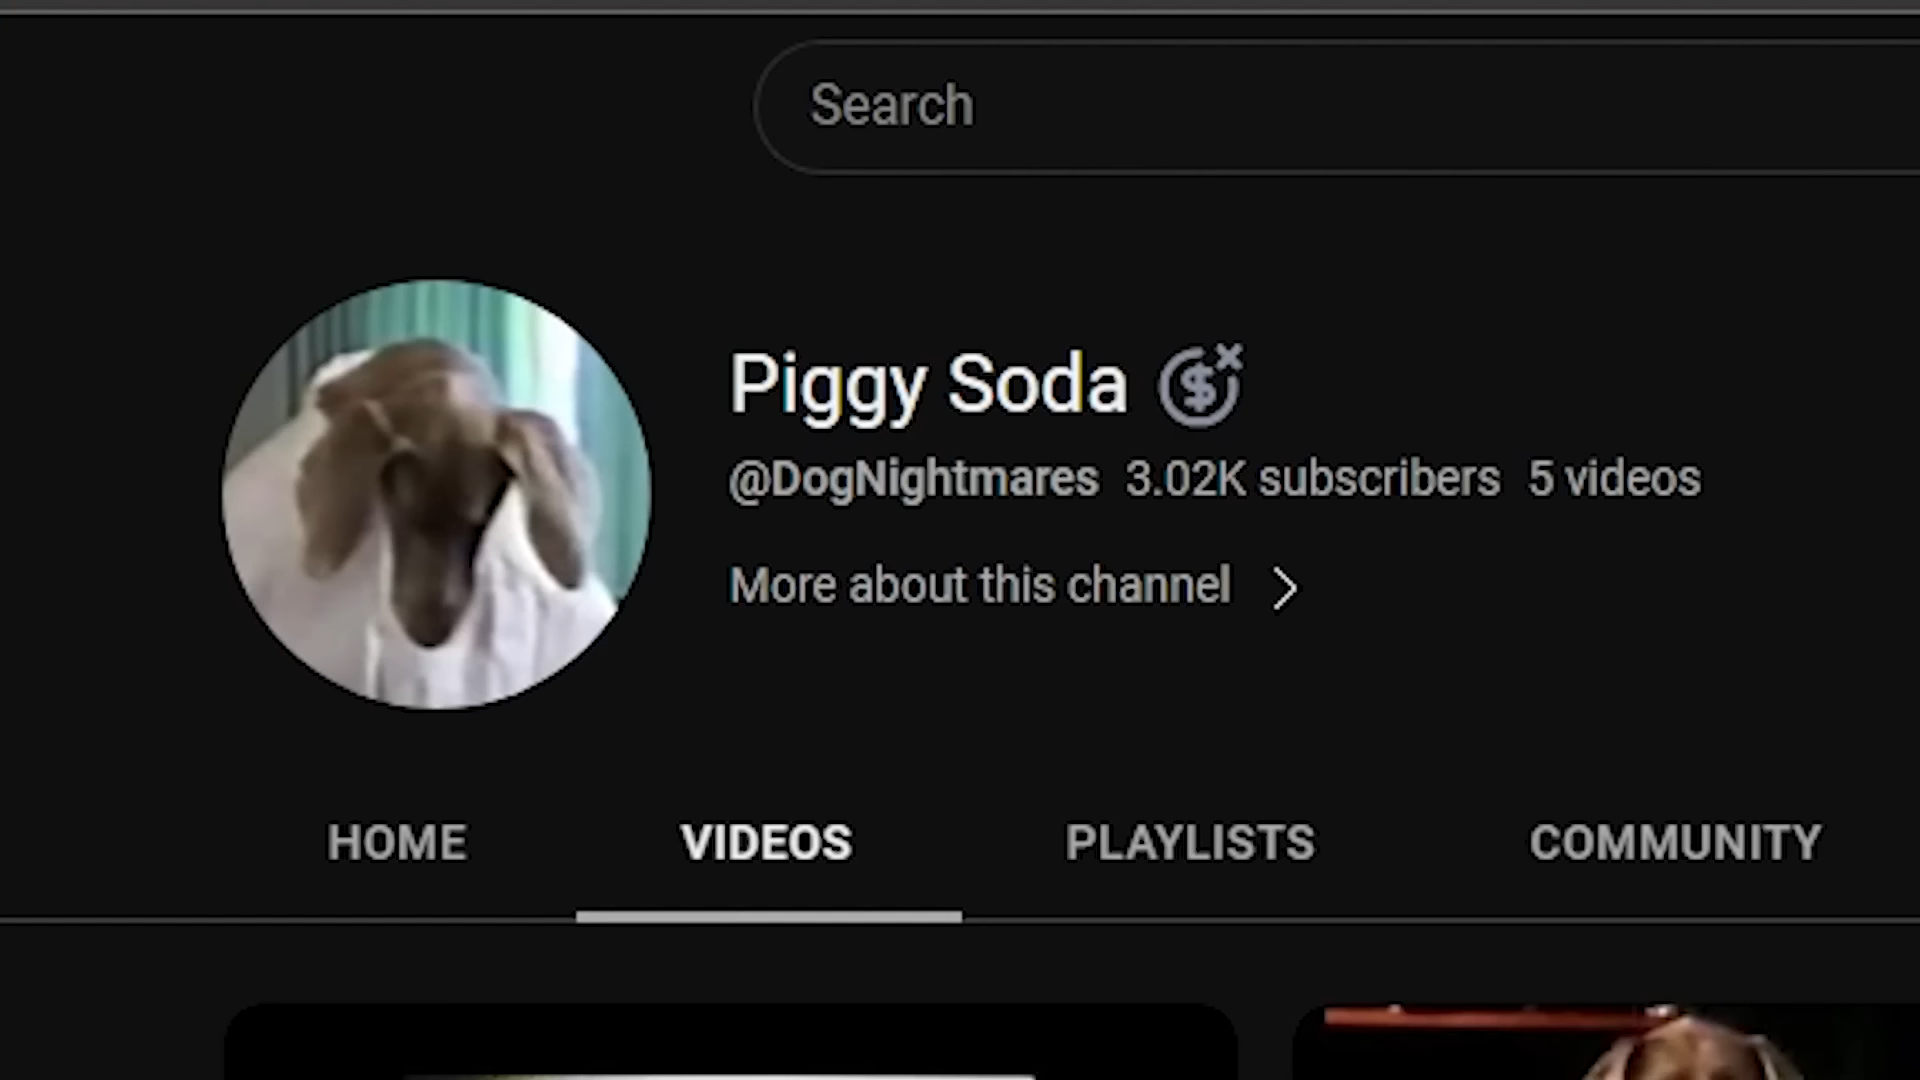 Search
Piggy Soda
@DogNightmares 3.02K subscribers 5 videos
More about this channel
HOME VIDEOS PLAYLISTS COMMUNITY